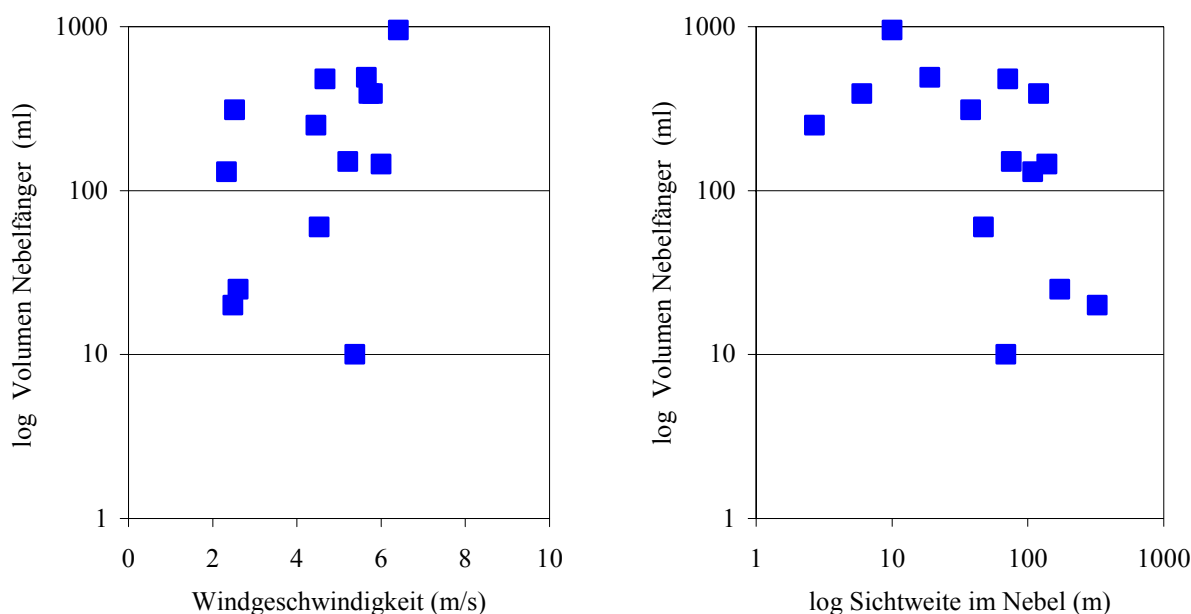 log Volumen Nebelfänger (ml)
1000
100
10
1
0 2 4 6 8 10
Windgeschwindigkeit (m/s)
log Volumen Nebelfänger (ml)
1000
100
10
1
1 10 100 1000
log Sichtweite im Nebel (m)